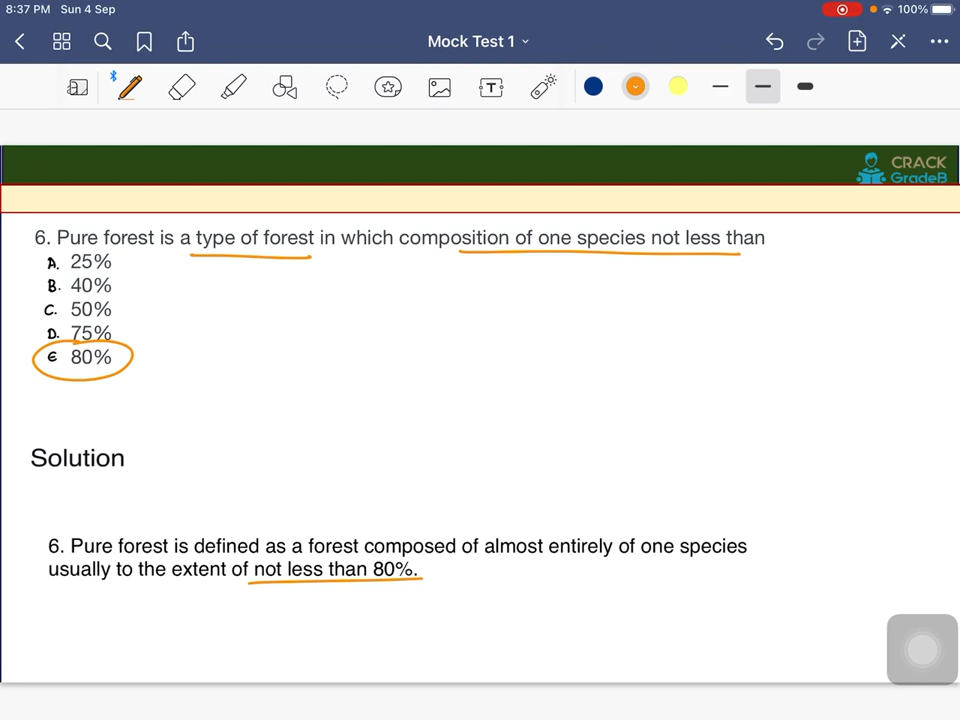 8:37 PM Sun 4 Sep
100%
Mock Test 1
T
CRACK
GradeB
6. Pure forest is a type of forest in which composition of one species not less than
A. 25%
B. 40%
C. 50%
D. 75%
E 80%
Solution
6. Pure forest is defined as a forest composed of almost entirely of one species
usually to the extent of not less than 80%.